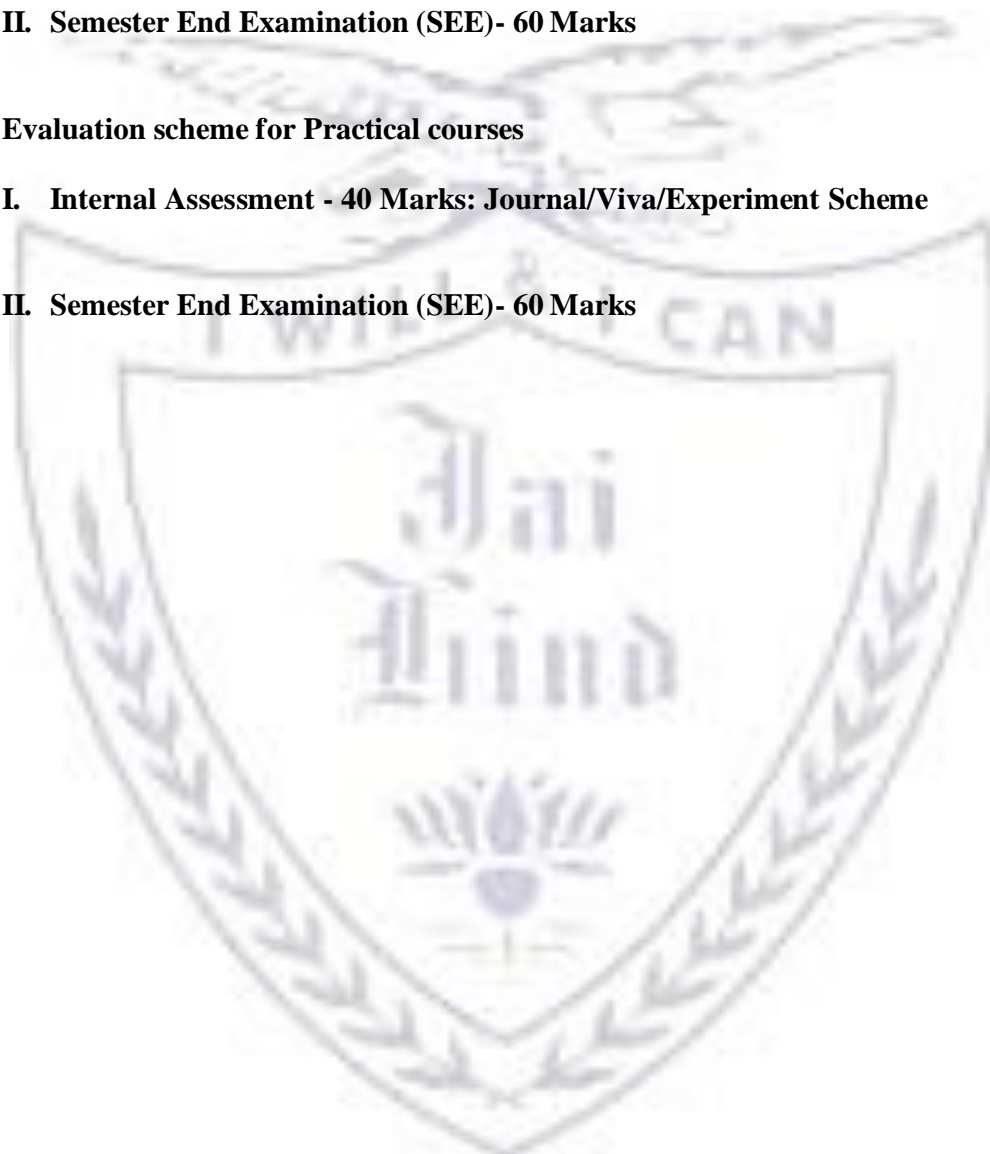 II. Semester End Examination (SEE)- 60 Marks
Evaluation scheme for Practical courses
I. Internal Assessment - 40 Marks: Journal/Viva/Experiment Scheme
II. Semester End Examination (SEE)- 60 Marks
I WILL & I CAN
Jai
Hind